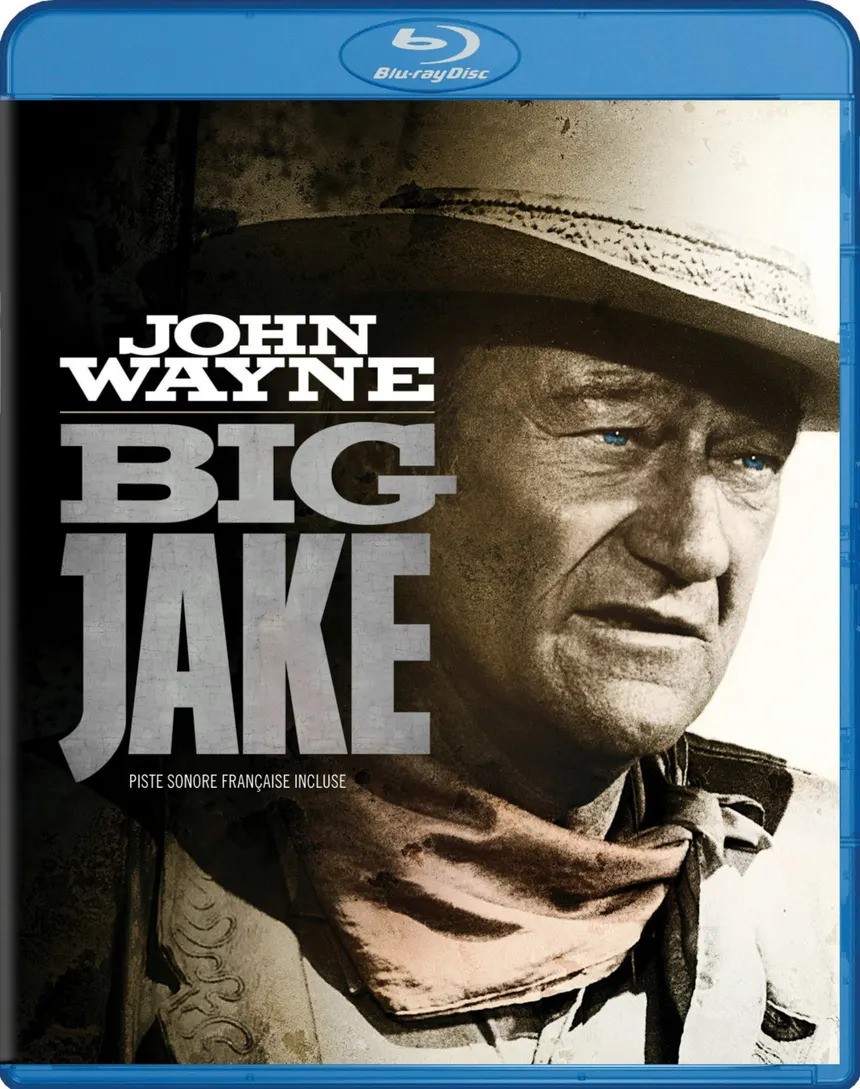 Blu-ray Disc
JOHN
WAYNE
BIG
JAKE
PISTE SONORE FRANÇAISE INCLUSE